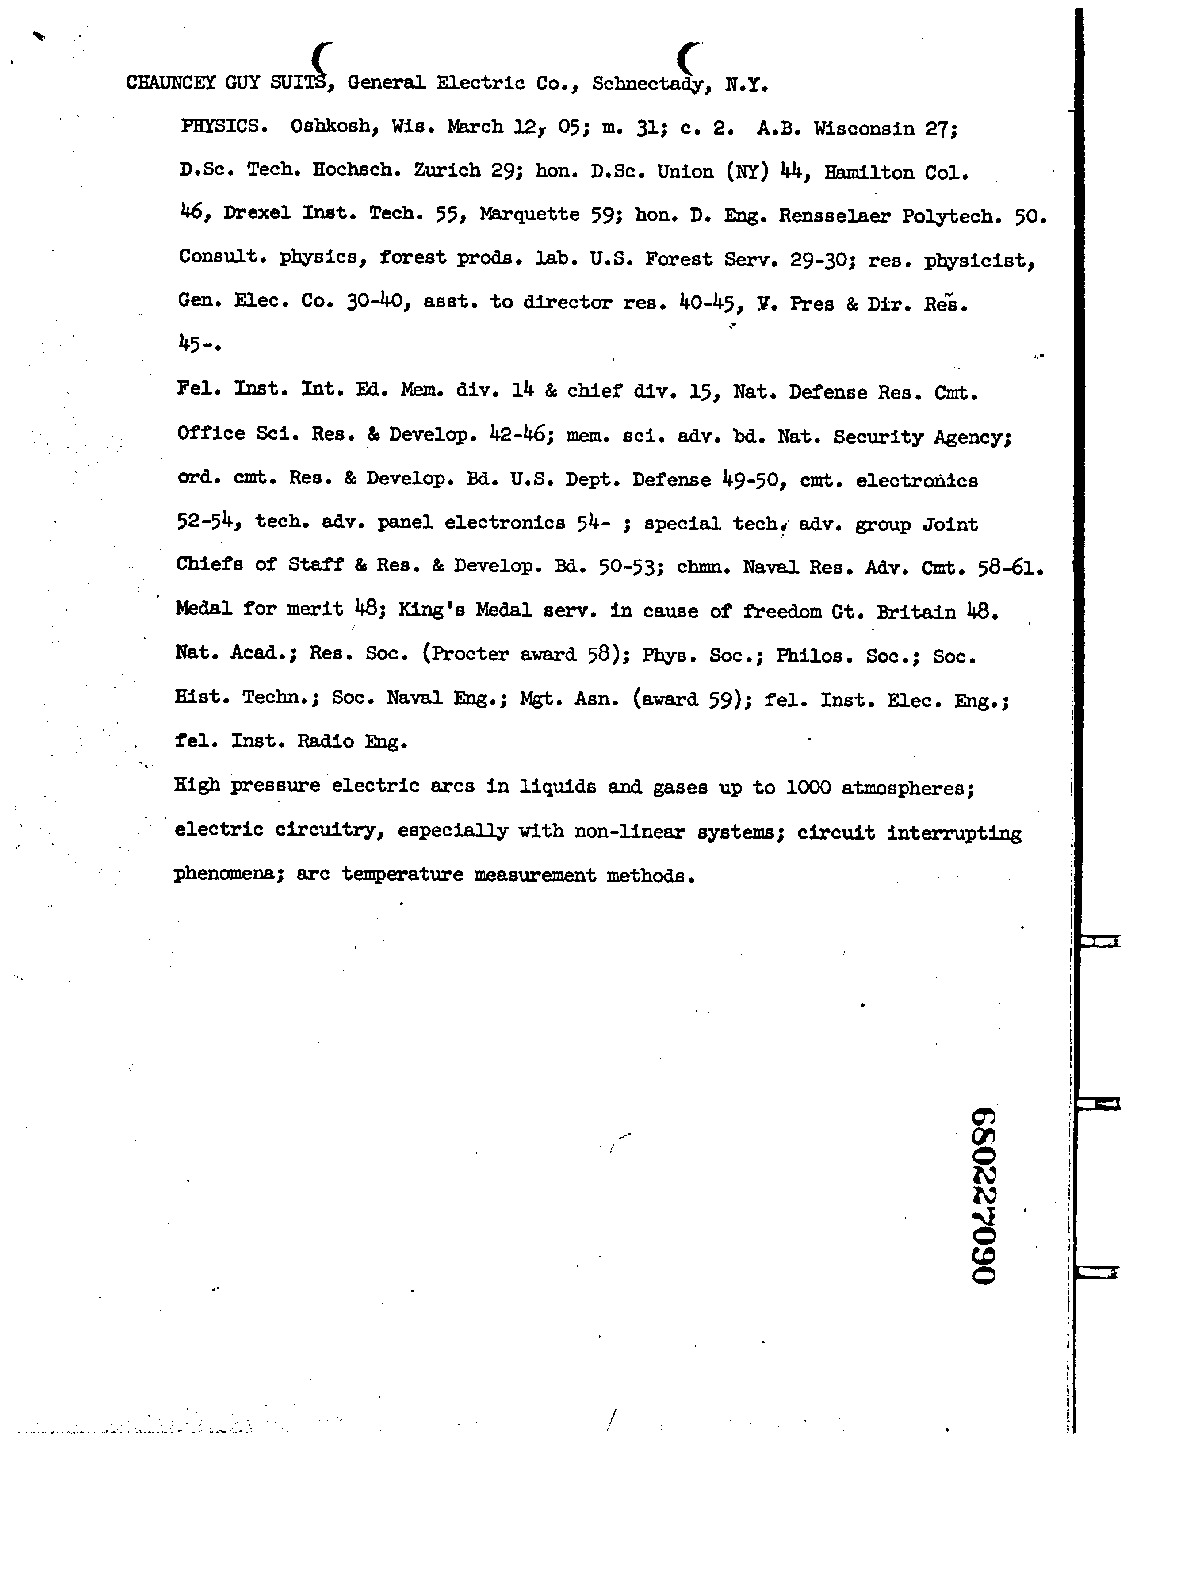 CHAUNCEY GUY SUITS, General Electric Co., Schnectady, N.Y.
PHYSICS. Oshkosh, Wis. March 12, 05; m. 31; c. 2. A.B. Wisconsin 27;
D.Sc. Tech. Hochsch. Zurich 29; hon. D.Sc. Union (NY) 44, Hamilton Col.
46, Drexel Inst. Tech. 55, Marquette 59; hon. D. Eng. Rensselaer Polytech. 50.
Consult. physics, forest prods. lab. U.S. Forest Serv. 29-30; res. physicist,
Gen. Elec. Co. 30-40, asst. to director res. 40-45, V. Pres & Dir. Res.
45-.
Fel. Inst. Int. Ed. Mem. div. 14 & chief div. 15, Nat. Defense Res. Cmt.
Office Sci. Res. & Develop. 42-46; mem. sci. adv. bd. Nat. Security Agency;
ord. cmt. Res. & Develop. Bd. U.S. Dept. Defense 49-50, cmt. electronics
52-54, tech. adv. panel electronics 54- ; special tech. adv. group Joint
Chiefs of Staff & Res. & Develop. Bd. 50-53; chmn. Naval Res. Adv. Cmt. 58-61.
Medal for merit 48; King's Medal serv. in cause of freedom Gt. Britain 48.
Nat. Acad.; Res. Soc. (Procter award 58); Phys. Soc.; Philos. Soc.; Soc.
Hist. Techn.; Soc. Naval Eng.; Mgt. Asn. (award 59); fel. Inst. Elec. Eng.;
fel. Inst. Radio Eng.
High pressure electric arcs in liquids and gases up to 1000 atmospheres;
electric circuitry, especially with non-linear systems; circuit interrupting
phenomena; arc temperature measurement methods.
680227090